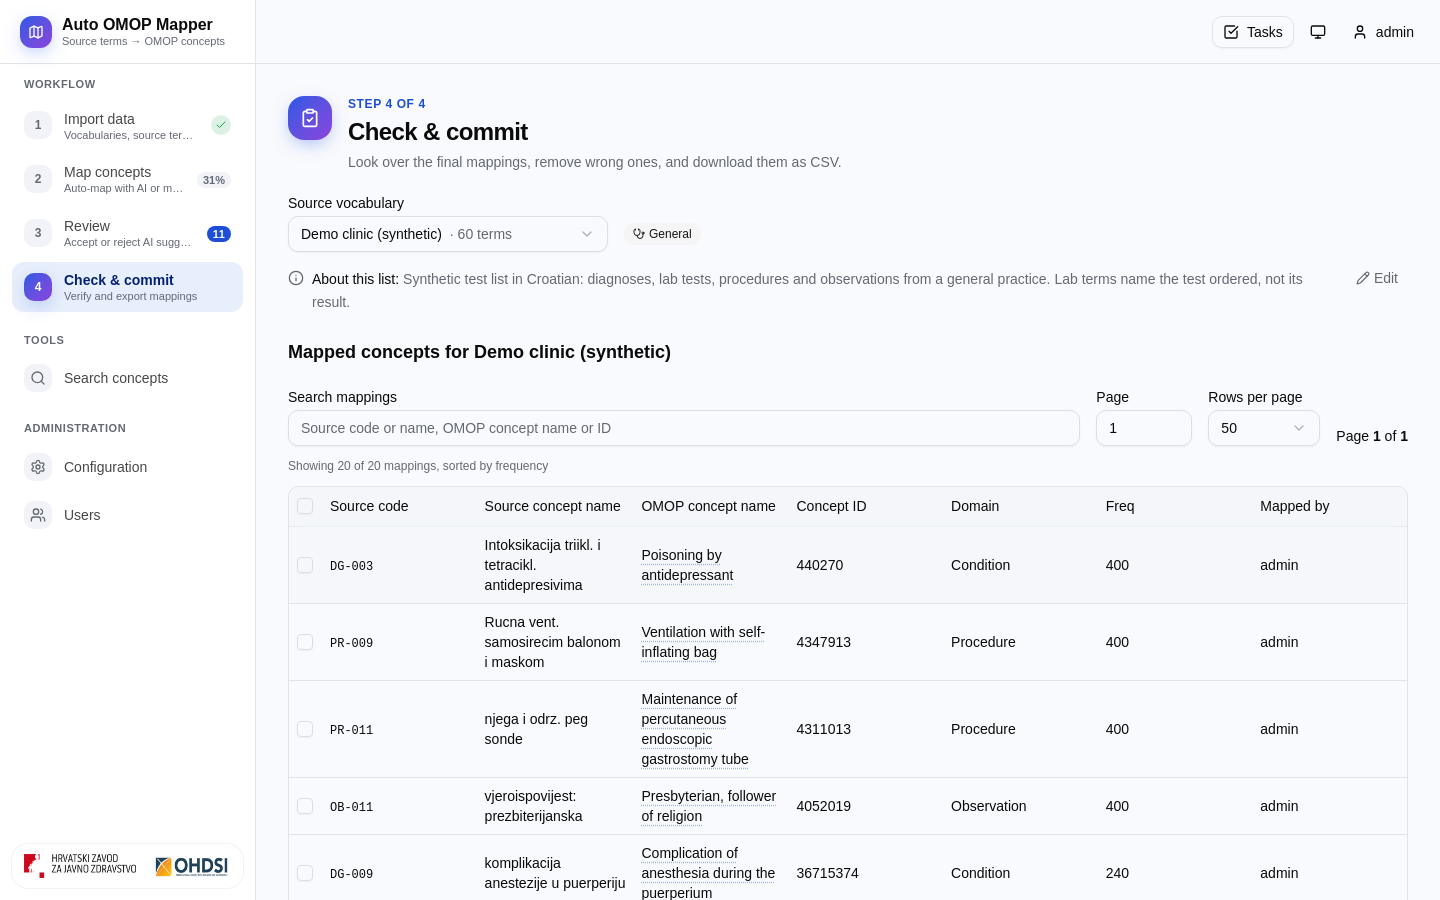 Auto OMOP Mapper
Source terms → OMOP concepts
Tasks
admin
WORKFLOW
1
Import data
Vocabularies, source ter…
2
Map concepts
Auto-map with AI or m…
31%
3
Review
Accept or reject AI sugg…
11
4
Check & commit
Verify and export mappings
TOOLS
Search concepts
ADMINISTRATION
Configuration
Users
HRVATSKI ZAVOD
ZA JAVNO ZDRAVSTVO
OHDSI
STEP 4 OF 4
Check & commit
Look over the final mappings, remove wrong ones, and download them as CSV.
Source vocabulary
Demo clinic (synthetic) · 60 terms
General
About this list: Synthetic test list in Croatian: diagnoses, lab tests, procedures and observations from a general practice. Lab terms name the test ordered, not its
result.
Edit
Mapped concepts for Demo clinic (synthetic)
Search mappings
Source code or name, OMOP concept name or ID
Page
1
Rows per page
50
Page 1 of 1
Showing 20 of 20 mappings, sorted by frequency
Source code Source concept name OMOP concept name Concept ID Domain Freq Mapped by
DG-003
Intoksikacija triikl. i
tetracikl.
antidepresivima
Poisoning by
antidepressant
440270
Condition
400
admin
PR-009
Rucna vent.
samosirecim balonom
i maskom
Ventilation with self-
inflating bag
4347913
Procedure
400
admin
PR-011
njega i odrz. peg
sonde
Maintenance of
percutaneous
endoscopic
gastrostomy tube
4311013
Procedure
400
admin
OB-011
vjeroispovijest:
prezbiterijanska
Presbyterian, follower
of religion
4052019
Observation
400
admin
DG-009
komplikacija
anestezije u puerperiju
Complication of
anesthesia during the
puerperium
36715374
Condition
240
admin